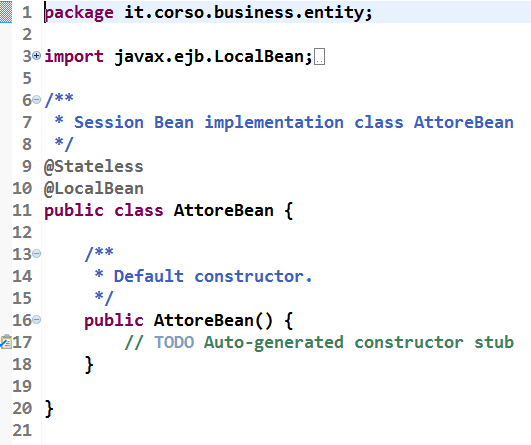 1 package it.corso.business.entity;
2
3 import javax.ejb.LocalBean;
5
6 /**
7  * Session Bean implementation class AttoreBean
8  */
9 @Stateless
10 @LocalBean
11 public class AttoreBean {
12
13     /**
14      * Default constructor.
15      */
16     public AttoreBean() {
17         // TODO Auto-generated constructor stub
18     }
19
20 }
21